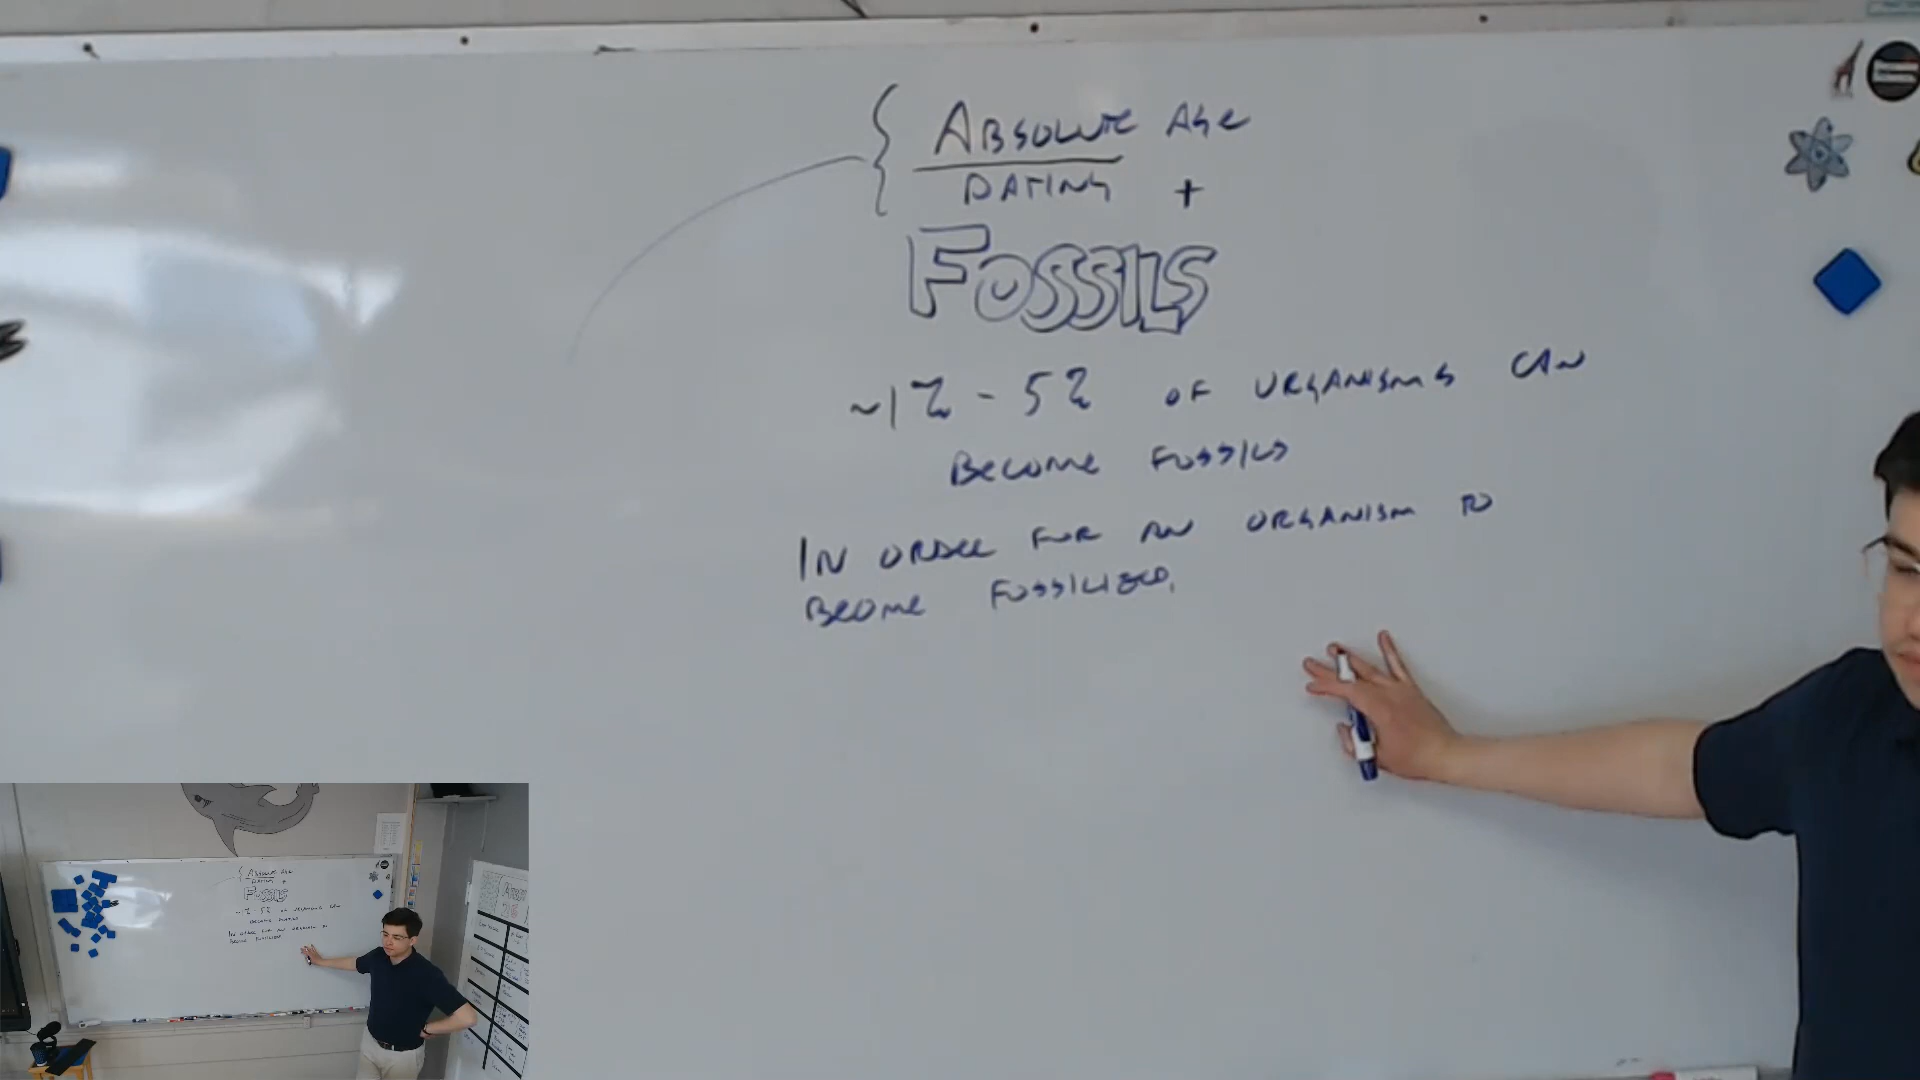 ABSOLUTE AGE
DATING +
FOSSILS
~1% - 5% OF ORGANISMS CAN
BECOME FOSSILS
IN ORDER FOR AN ORGANISM TO
BECOME FOSSILIZED,